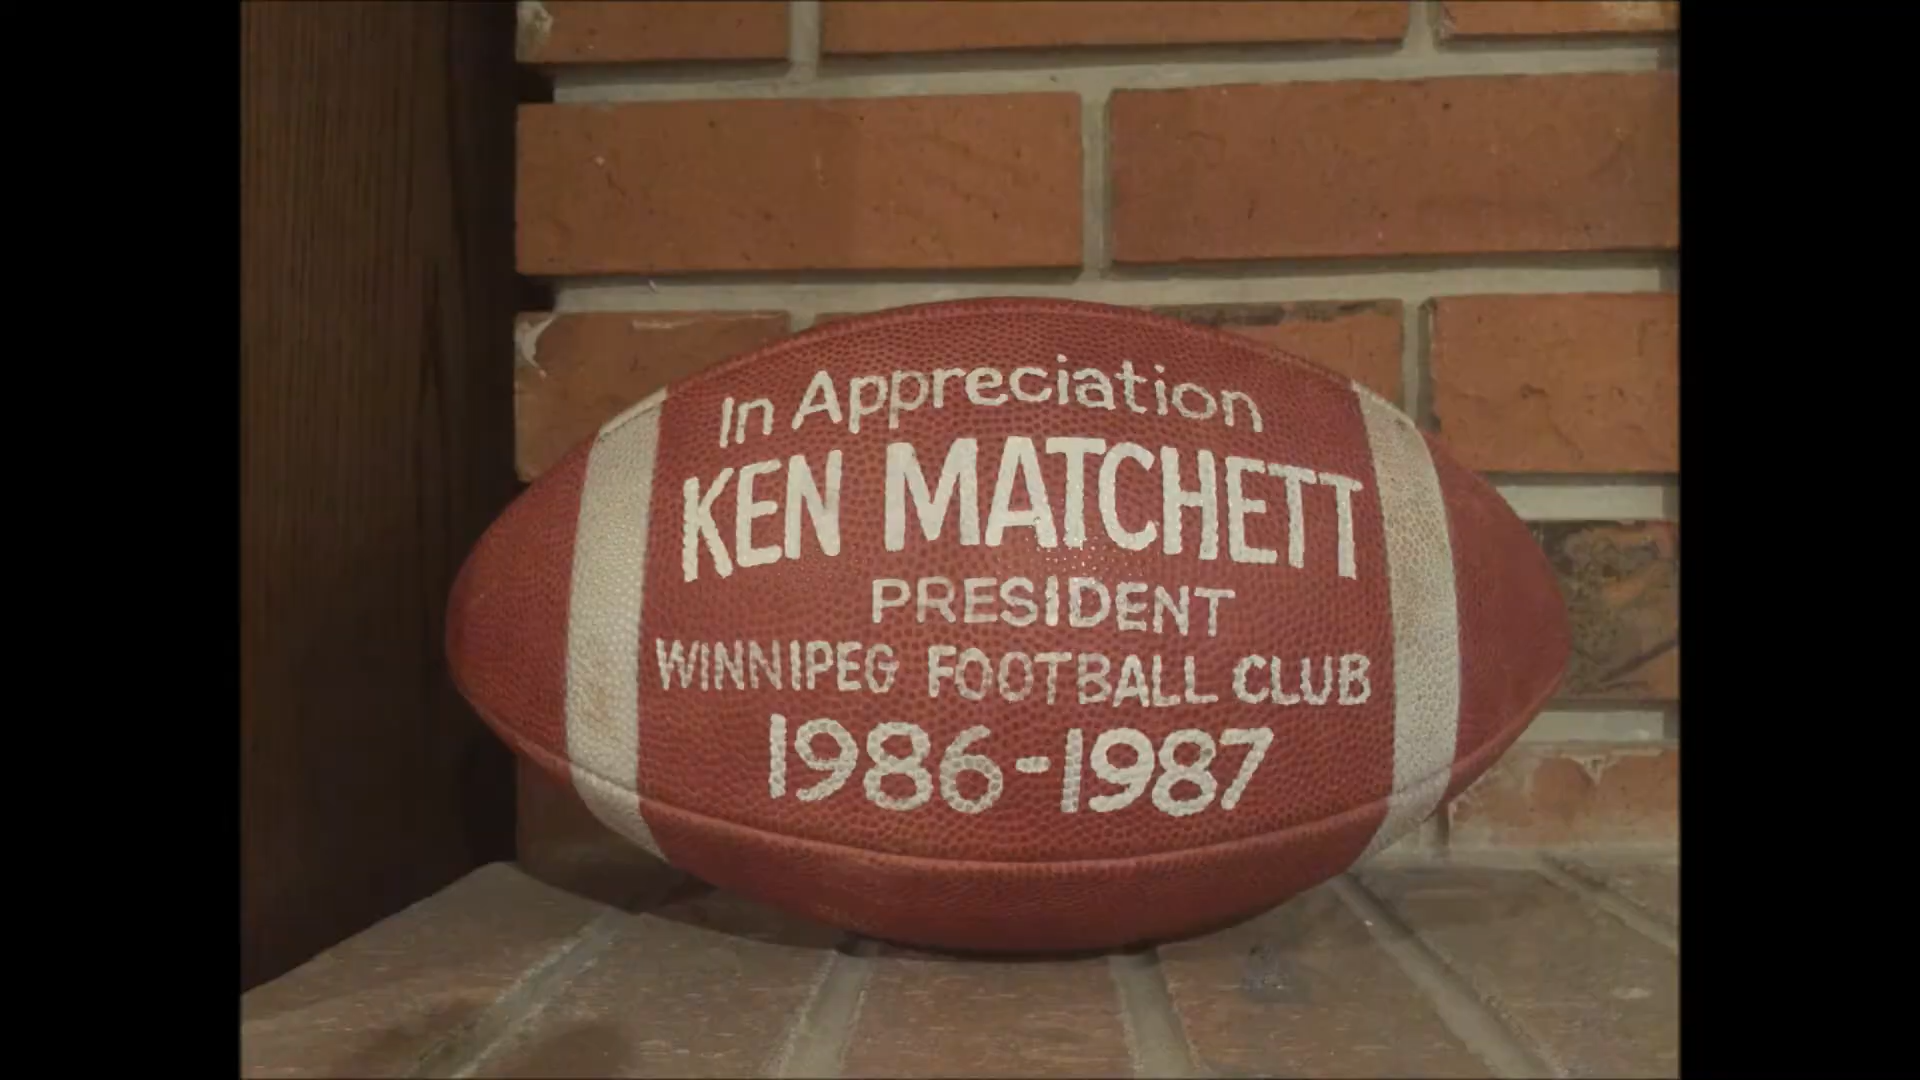 In Appreciation
KEN MATCHETT
PRESIDENT
WINNIPEG FOOTBALL CLUB
1986-1987